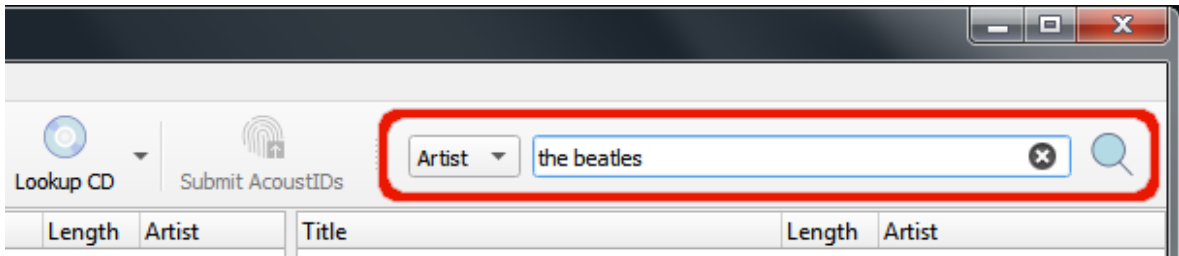 Artist the beatles
Lookup CD Submit AcoustIDs
Length Artist Title Length Artist